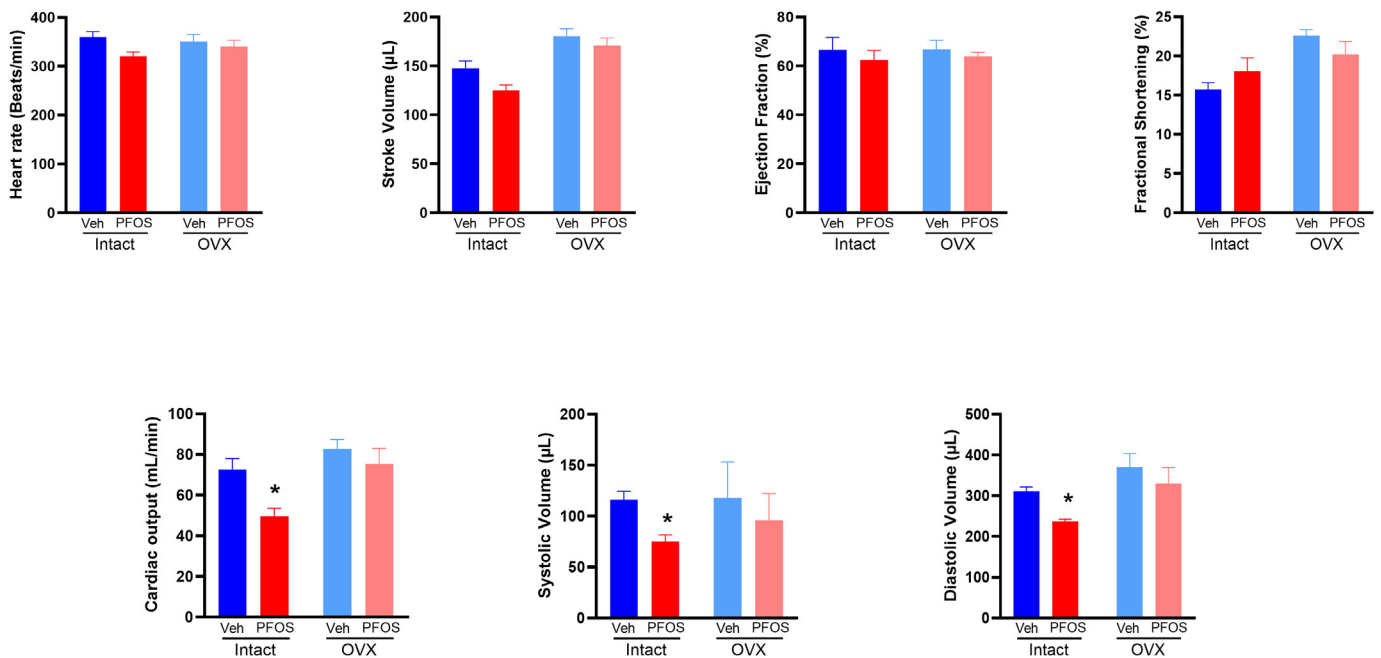 Heart rate (Beats/min)
400
300
200
100
0
Veh PFOS Veh PFOS
Intact OVX
Stroke Volume (µL)
200
150
100
50
0
Veh PFOS Veh PFOS
Intact OVX
Ejection Fraction (%)
80
60
40
20
0
Veh PFOS Veh PFOS
Intact OVX
Fractional Shortening (%)
25
20
15
10
5
0
Veh PFOS Veh PFOS
Intact OVX
Cardiac output (mL/min)
100
80
60
40
20
0
*
Veh PFOS Veh PFOS
Intact OVX
Systolic Volume (µL)
200
150
100
50
0
*
Veh PFOS Veh PFOS
Intact OVX
Diastolic Volume (µL)
500
400
300
200
100
0
*
Veh PFOS Veh PFOS
Intact OVX